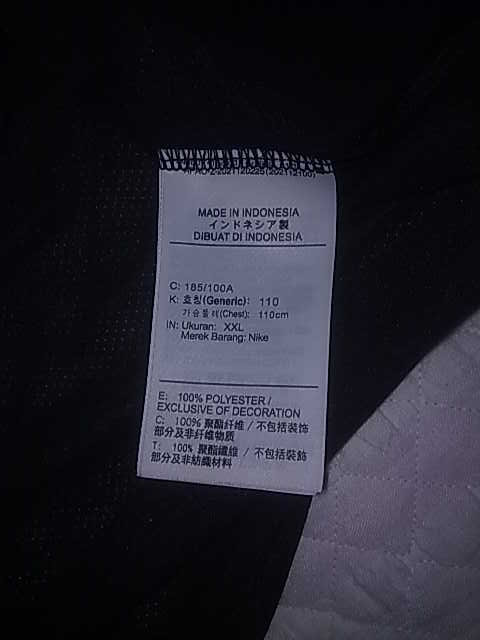 MADE IN INDONESIA
インドネシア製
DIBUAT DI INDONESIA
C: 185/100A
K: 호칭(Generic): 110
가슴둘레(Chest): 110cm
IN: Ukuran: XXL
Merek Barang: Nike
E: 100% POLYESTER /
EXCLUSIVE OF DECORATION
C: 100% 聚酯纤维 / 不包括装饰
部分及非纤维物质
T: 100% 聚酯纖維 / 不包括裝飾
部分及非紡織材料